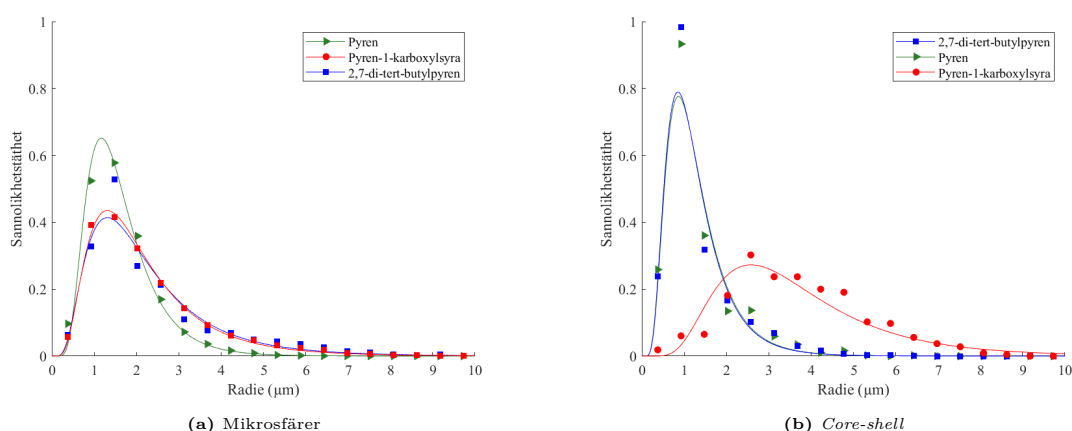 1
0.8
0.6
0.4
0.2
0
Sannolikhetstäthet
Pyren
Pyren-1-karboxylsyra
2,7-di-tert-butylpyren
0 1 2 3 4 5 6 7 8 9 10
Radie (μm)
(a) Mikrosfärer
1
0.8
0.6
0.4
0.2
0
Sannolikhetstäthet
2,7-di-tert-butylpyren
Pyren
Pyren-1-karboxylsyra
0 1 2 3 4 5 6 7 8 9 10
Radie (μm)
(b) Core-shell